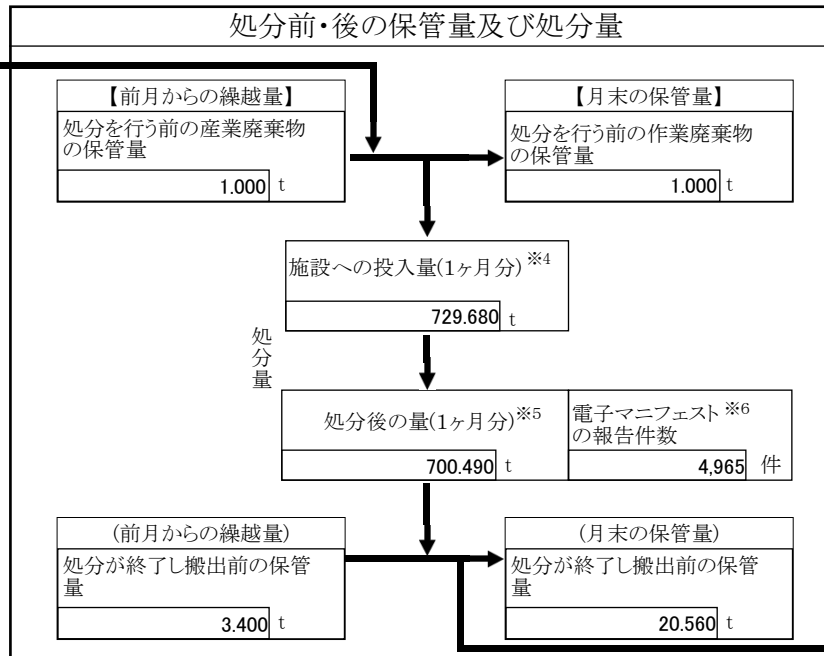 処分前・後の保管量及び処分量
【前月からの繰越量】
処分を行う前の産業廃棄物
の保管量
1.000 t
【月末の保管量】
処分を行う前の作業廃棄物
の保管量
1.000 t
施設への投入量(1ヶ月分)※4
729.680 t
処分量
処分後の量(1ヶ月分)※5
700.490 t
電子マニフェスト※6
の報告件数
4,965 件
(前月からの繰越量)
処分が終了し搬出前の保管
量
3.400 t
(月末の保管量)
処分が終了し搬出前の保管
量
20.560 t